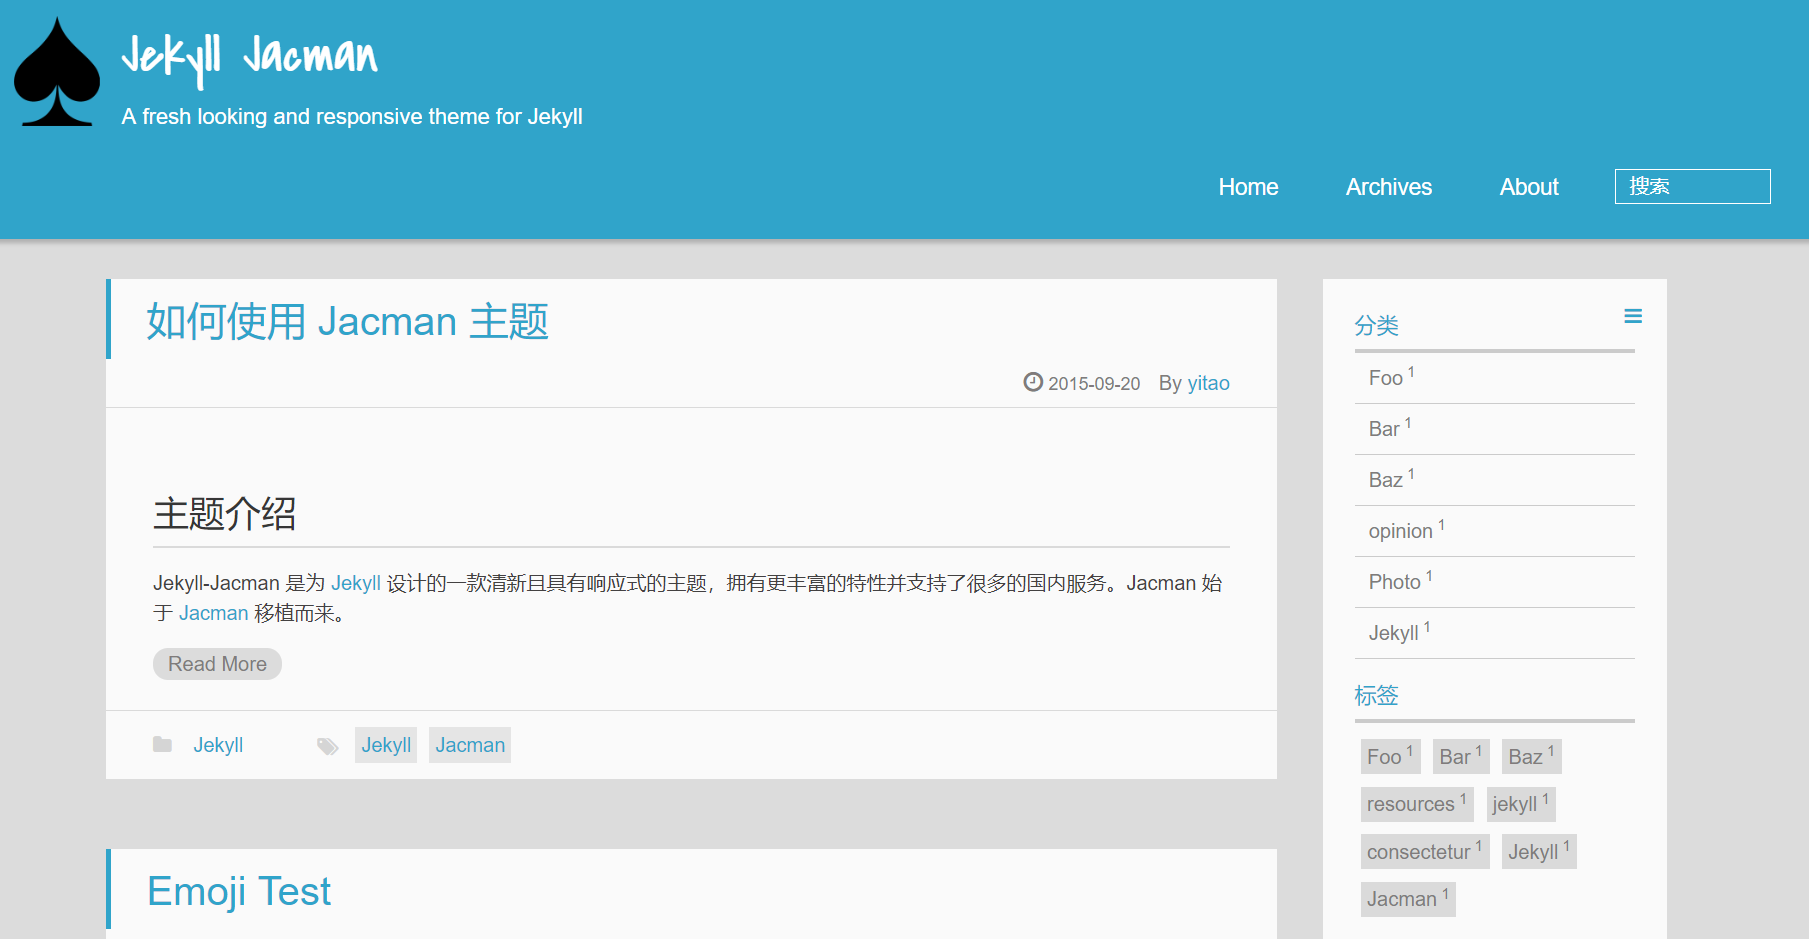 Jekyll Jacman
A fresh looking and responsive theme for Jekyll
Home Archives About 搜索
如何使用 Jacman 主题
2015-09-20 By yitao
主题介绍
Jekyll-Jacman 是为 Jekyll 设计的一款清新且具有响应式的主题，拥有更丰富的特性并支持了很多的国内服务。Jacman 始
于 Jacman 移植而来。
Read More
Jekyll Jekyll Jacman
Emoji Test
分类
Foo 1
Bar 1
Baz 1
opinion 1
Photo 1
Jekyll 1
标签
Foo 1 Bar 1 Baz 1
resources 1 jekyll 1
consectetur 1 Jekyll 1
Jacman 1